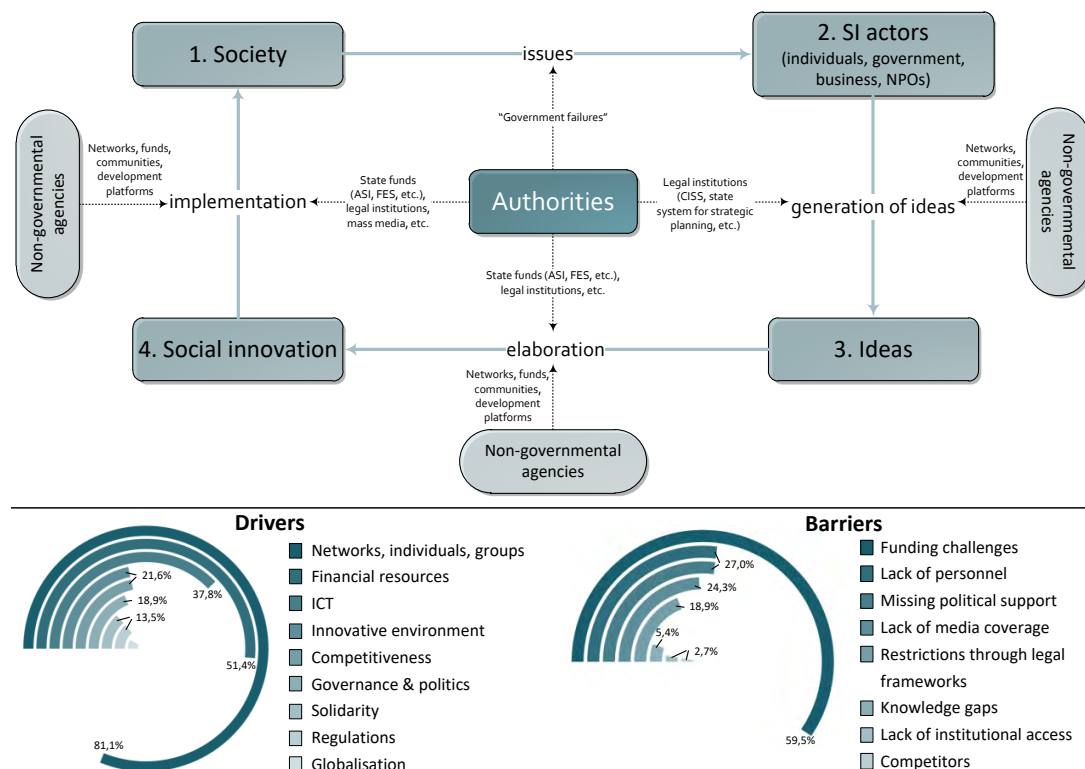 1. Society
issues
2. SI actors
(individuals, government,
business, NPOs)
"Government failures"
Non-governmental
agencies
Networks, funds,
communities,
development
platforms
implementation
State funds
(ASI, FES, etc.),
legal institutions,
mass media, etc.
Authorities
Legal institutions
(CISS, state
system for strategic
planning, etc.)
generation of ideas
Networks,
communities,
development
platforms
Non-governmental
agencies
State funds (ASI, FES, etc.),
legal institutions, etc.
4. Social innovation
elaboration
3. Ideas
Networks, funds,
communities,
development
platforms
Non-governmental
agencies
Drivers
21,6%
37,8%
18,9%
13,5%
51,4%
81,1%
Networks, individuals, groups
Financial resources
ICT
Innovative environment
Competitiveness
Governance & politics
Solidarity
Regulations
Globalisation
Barriers
27,0%
24,3%
18,9%
5,4%
2,7%
59,5%
Funding challenges
Lack of personnel
Missing political support
Lack of media coverage
Restrictions through legal
frameworks
Knowledge gaps
Lack of institutional access
Competitors